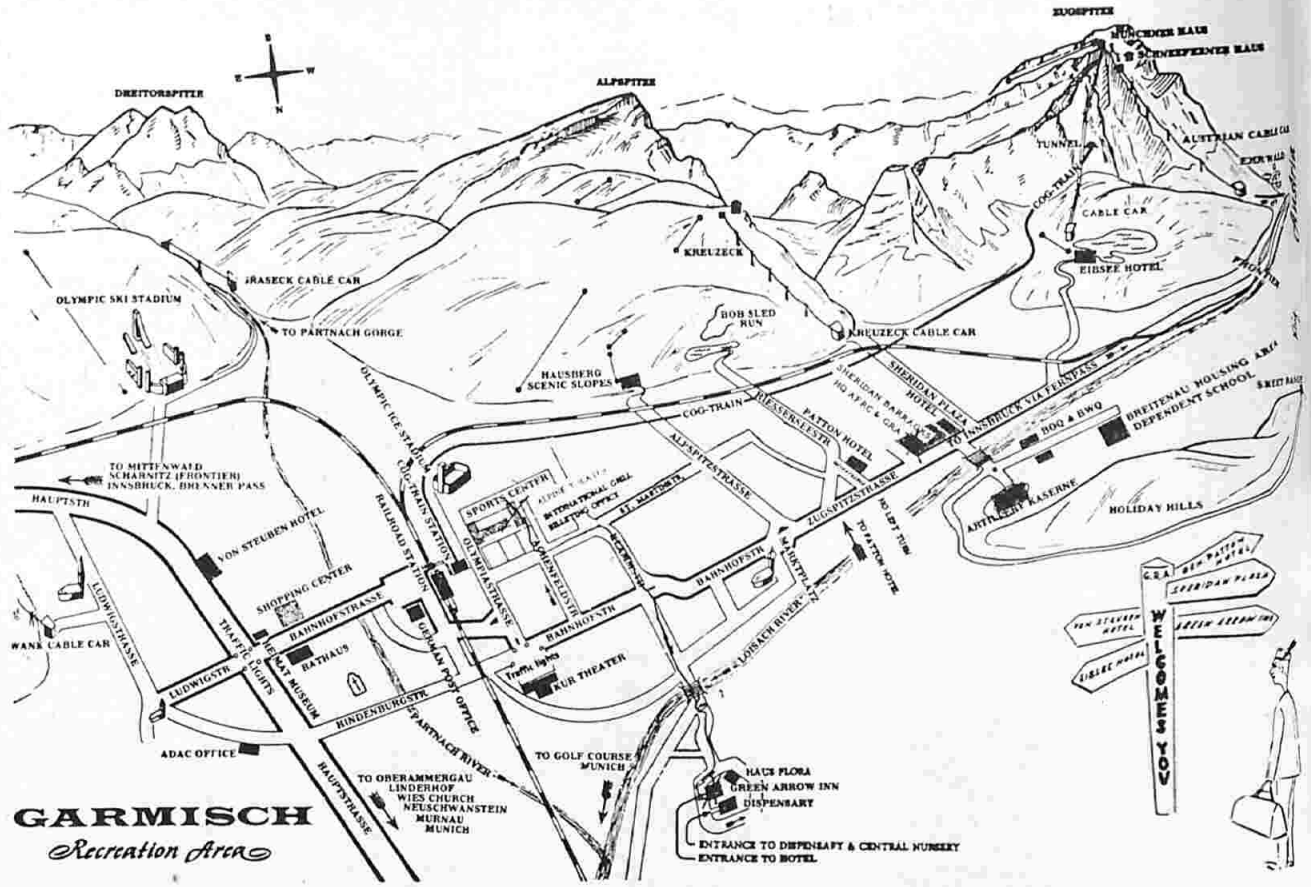 ZUGSPITZE
MÜNCHNER HAUS
SCHNEEFERNER HAUS
S
E
W
N
DREITORSPITZE
ALPSPITZE
AUSTRIAN CABLE CAR
TUNNEL
COG-TRAIN
CABLE CAR
EIBSEE HOTEL
FRONTIER
KREUZECK
GRASECK CABLE CAR
OLYMPIC SKI STADIUM
TO PARTNACH GORGE
BOB SLED
RUN
KREUZECK CABLE CAR
HAUSBERG
SCENIC SLOPES
COG-TRAIN
RIESSERSEESTR
ALPSPITZSTRASSE
PATTON HOTEL
SHERIDAN BARRACKS
HQ AFRC & GRA
SHERIDAN PLAZA
HOTEL
TO INNSBRUCK VIA FERNPASS
BREITENAU HOUSING AREA
DEPENDENT SCHOOL
BOQ & BWQ
ARTILLERY KASERNE
HOLIDAY HILLS
TO MITTENWALD
SCHARNITZ (FRONTIER)
INNSBRUCK, BRENNER PASS
HAUPTSTR
OLYMPIC ICE STADIUM
COG-TRAIN STATION
RAILROAD STATION
SPORTS CENTER
INTERNATIONAL GRILL
BILLETING OFFICE
ST. MARTINSTR
OLYMPIASTRASSE
ZUGSPITZSTRASSE
NO LEFT TURN
TO PATTON HOTEL
MARKTPLATZ
BAHNHOFSTR
BAHNHOFSTR
LOISACH RIVER
VON STEUBEN HOTEL
SHOPPING CENTER
BAHNHOFSTRASSE
LUDWIGSTRASSE
WANK CABLE CAR
TRAFFIC LIGHTS
HEIMAT MUSEUM
RATHAUS
LUDWIGSTR
HINDENBURGSTR
GERMAN POST OFFICE
Traffic lights
KUR THEATER
ADAC OFFICE
PARTNACH RIVER
HAUPTSTRASSE
TO OBERAMMERGAU
LINDERHOF
WIES CHURCH
NEUSCHWANSTEIN
MURNAU
MUNICH
TO GOLF COURSE
MUNICH
HAUS FLORA
GREEN ARROW INN
DISPENSARY
ENTRANCE TO DISPENSARY & CENTRAL NURSERY
ENTRANCE TO HOTEL
G.R.A.
WELCOMES YOU
GEN. PATTON
HOTEL
SHERIDAN PLAZA
VON STEUBEN
HOTEL
GREEN ARROW INN
EIBSEE HOTEL
GARMISCH
Recreation Area